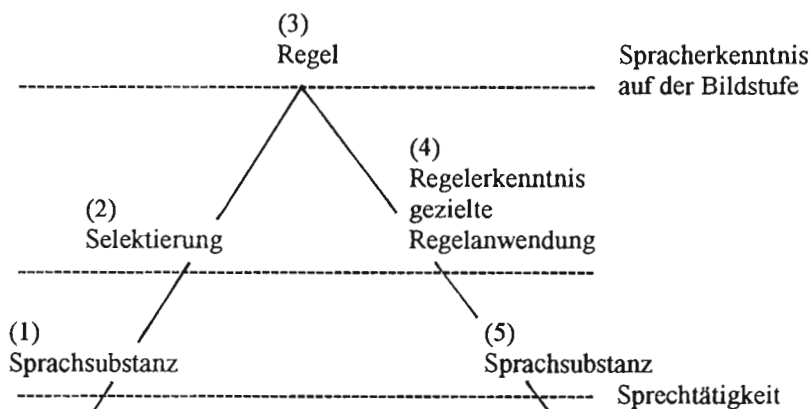 (3)
Regel
Spracherkenntnis
auf der Bildstufe
(4)
Regelerkenntnis
gezielte
Regelanwendung
(2)
Selektierung
(1)
Sprachsubstanz
(5)
Sprachsubstanz
Sprechtätigkeit